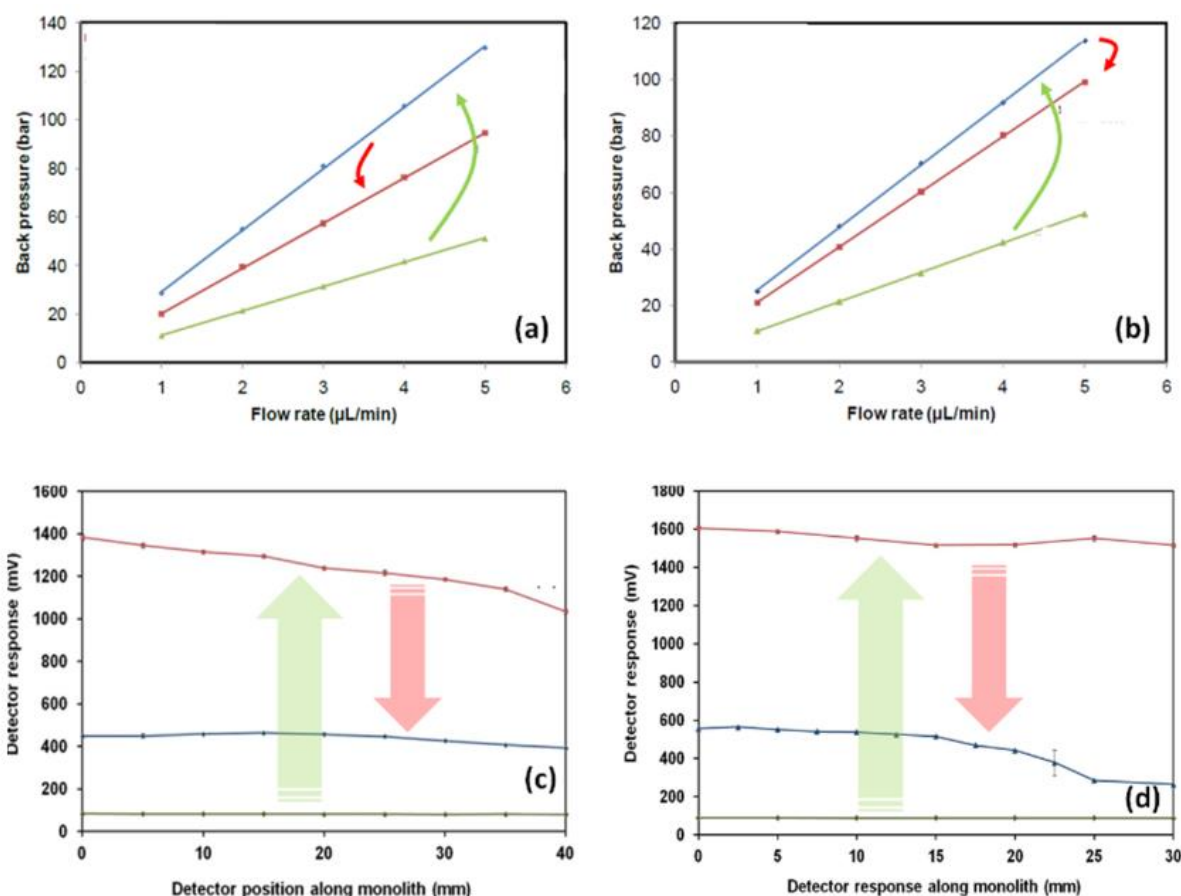 140
120
100
80
60
40
20
0
Back pressure (bar)
0 1 2 3 4 5 6
Flow rate (µL/min)
(a)
120
100
80
60
40
20
0
Back pressure (bar)
0 1 2 3 4 5 6
Flow rate (µL/min)
(b)
1600
1400
1200
1000
800
600
400
200
0
Detector response (mV)
0 10 20 30 40
Detector position along monolith (mm)
(c)
1800
1600
1400
1200
1000
800
600
400
200
0
Detector response (mV)
0 5 10 15 20 25 30
Detector response along monolith (mm)
(d)